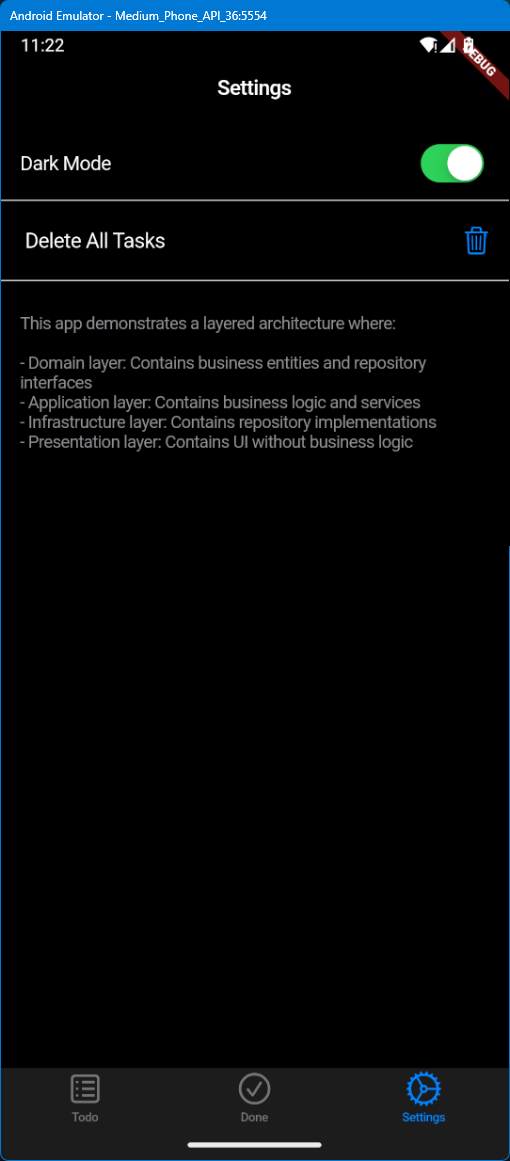 Android Emulator - Medium_Phone_API_36:5554
11:22
DEBUG
Settings
Dark Mode
Delete All Tasks
This app demonstrates a layered architecture where:
- Domain layer: Contains business entities and repository
interfaces
- Application layer: Contains business logic and services
- Infrastructure layer: Contains repository implementations
- Presentation layer: Contains UI without business logic
Todo
Done
Settings